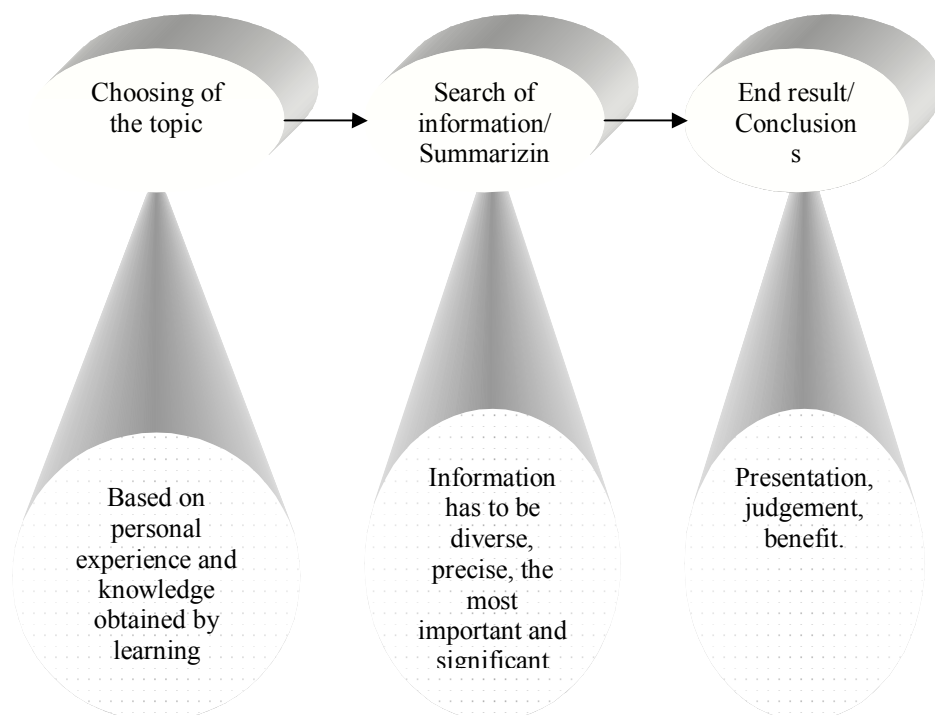 Choosing of
the topic
Search of
information/
Summarizin
End result/
Conclusion
s
Based on
personal
experience and
knowledge
obtained by
learning
Information
has to be
diverse,
precise, the
most
important and
significant
Presentation,
judgement,
benefit.